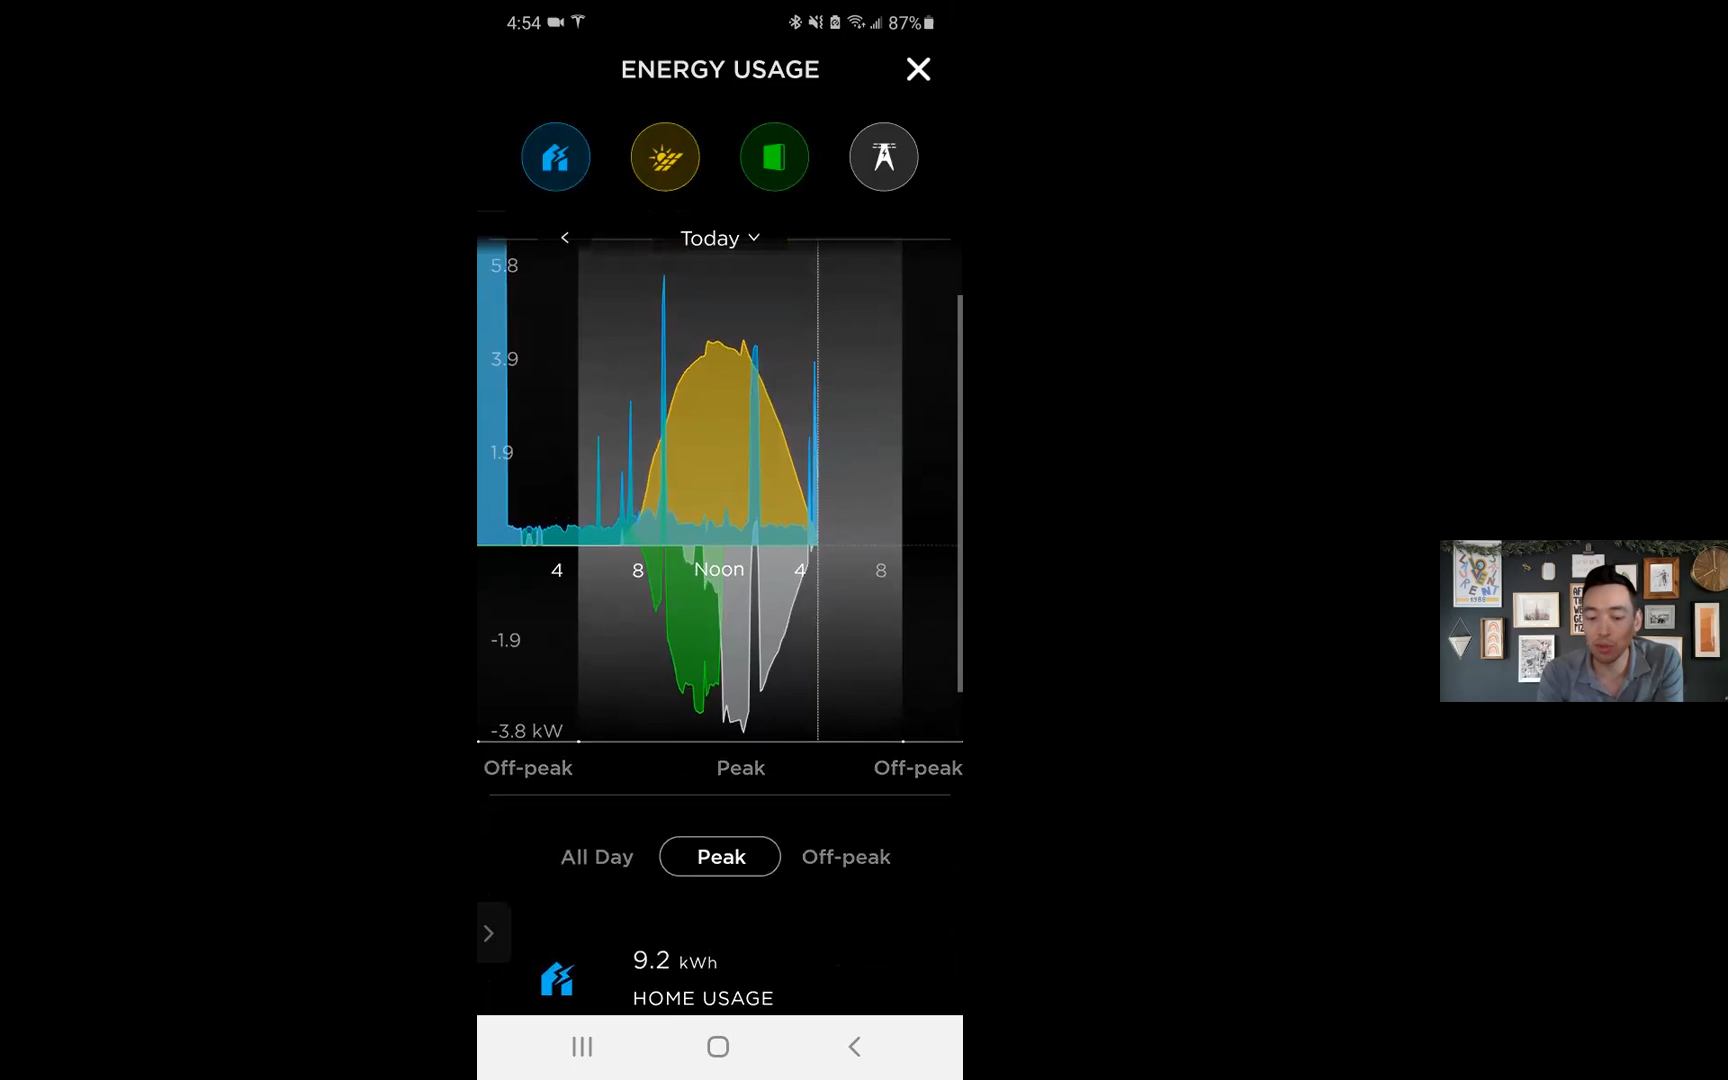 4:54
87%
ENERGY USAGE
Today
5.8
3.9
1.9
4 8 Noon 4 8
-1.9
-3.8 kW
Off-peak Peak Off-peak
All Day Peak Off-peak
9.2 kWh
HOME USAGE